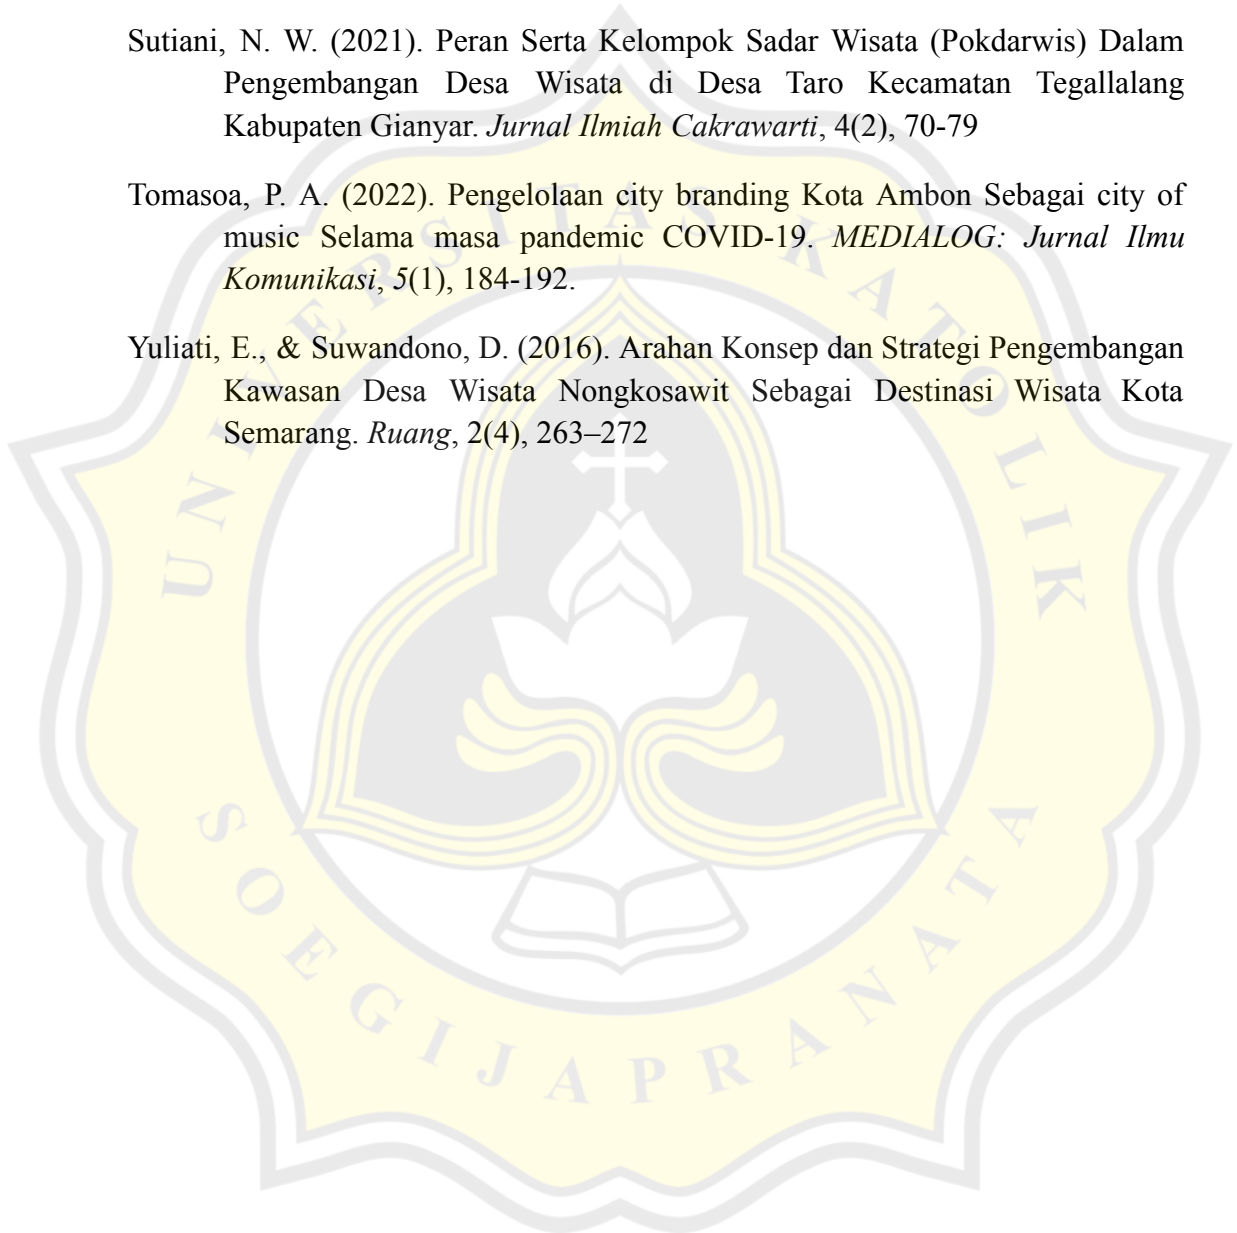 Sutiani, N. W. (2021). Peran Serta Kelompok Sadar Wisata (Pokdarwis) Dalam
Pengembangan Desa Wisata di Desa Taro Kecamatan Tegallalang
Kabupaten Gianyar. Jurnal Ilmiah Cakrawarti, 4(2), 70-79
Tomasoa, P. A. (2022). Pengelolaan city branding Kota Ambon Sebagai city of
music Selama masa pandemic COVID-19. MEDIALOG: Jurnal Ilmu
Komunikasi, 5(1), 184-192.
Yuliati, E., & Suwandono, D. (2016). Arahan Konsep dan Strategi Pengembangan
Kawasan Desa Wisata Nongkosawit Sebagai Destinasi Wisata Kota
Semarang. Ruang, 2(4), 263–272
UNIVERSITAS KATOLIK
SOEGIJAPRANATA